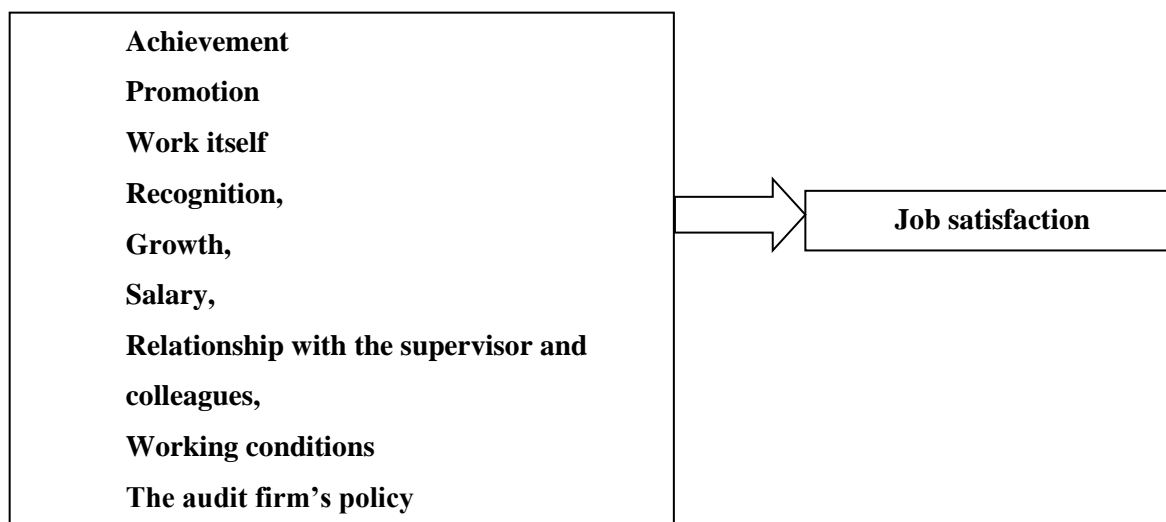 Achievement
Promotion
Work itself
Recognition,
Growth,
Salary,
Relationship with the supervisor and
colleagues,
Working conditions
The audit firm’s policy
Job satisfaction